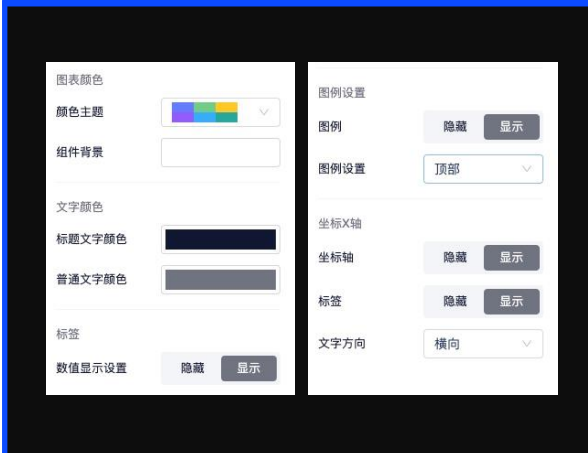 图表颜色
颜色主题
组件背景
文字颜色
标题文字颜色
普通文字颜色
标签
数值显示设置 隐藏 显示
图例设置
图例 隐藏 显示
图例设置 顶部
坐标X轴
坐标轴 隐藏 显示
标签 隐藏 显示
文字方向 横向